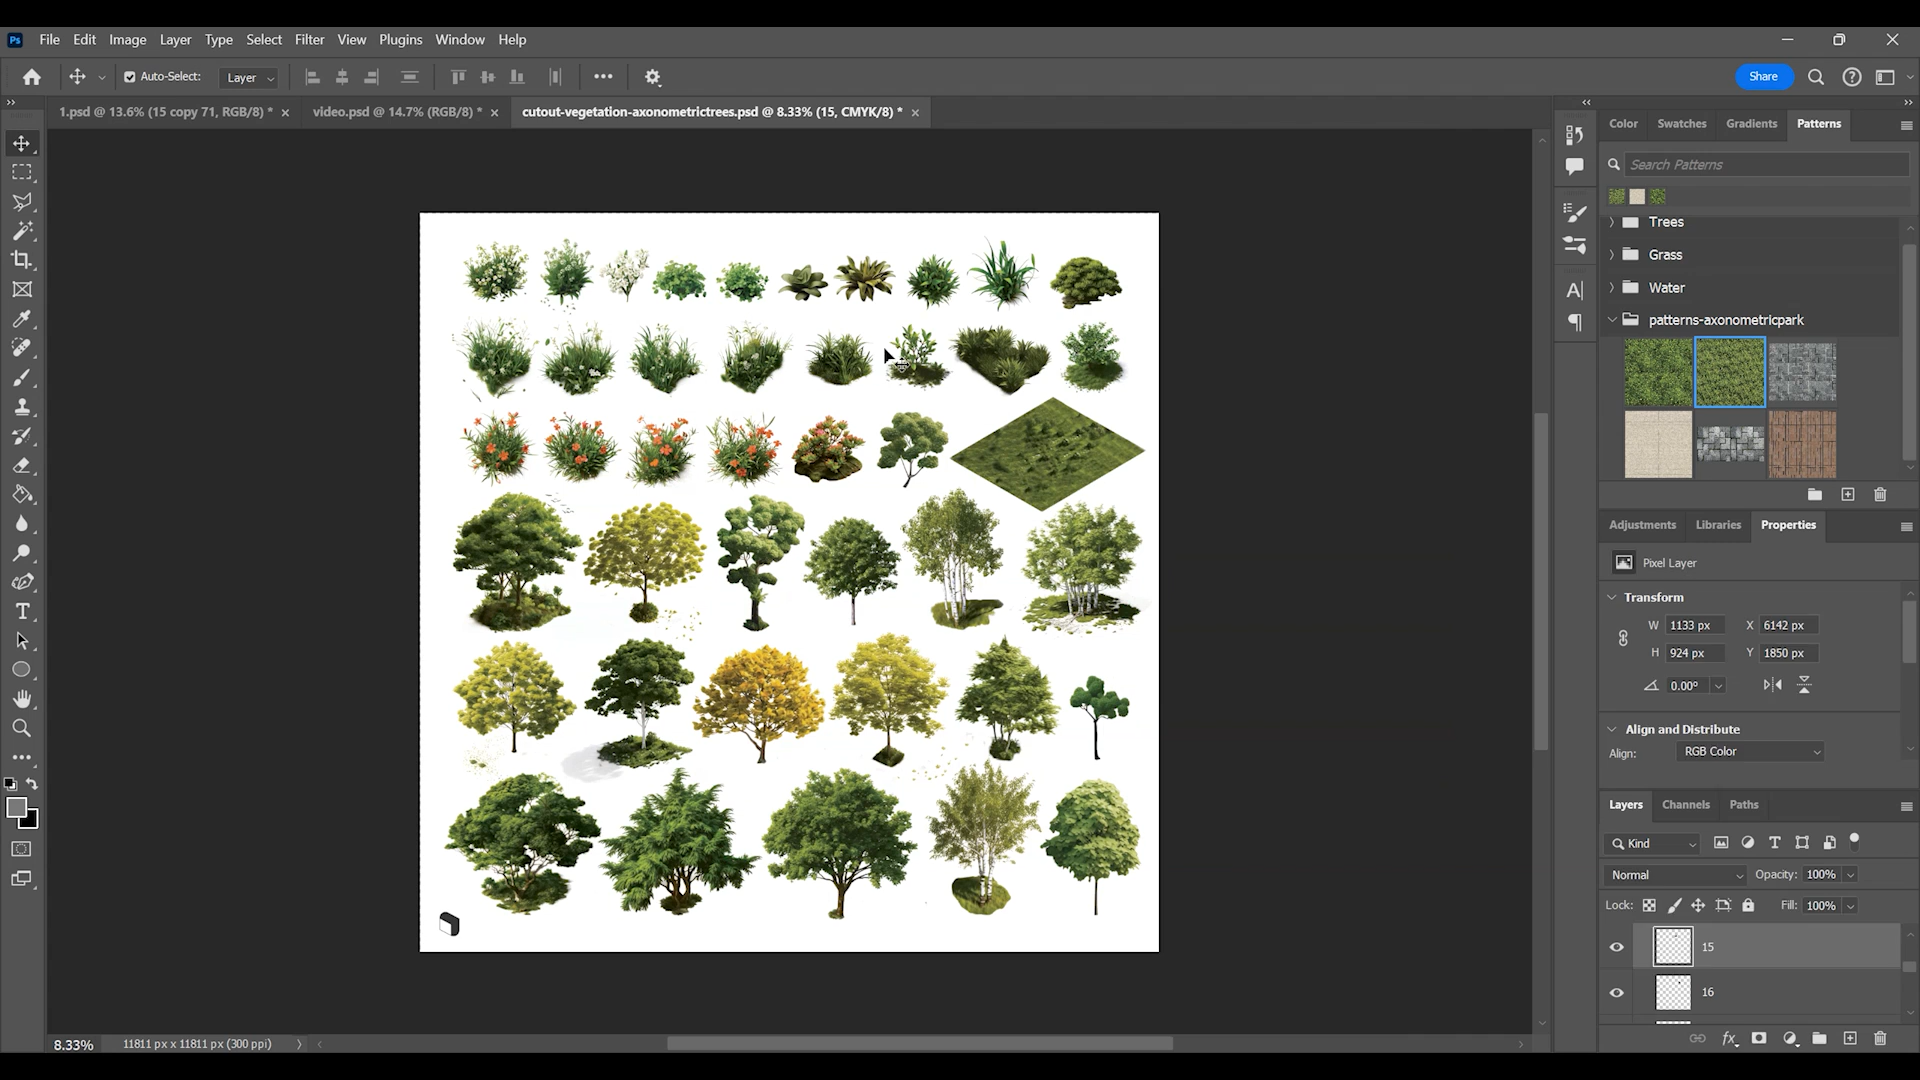 Ps File Edit Image Layer Type Select Filter View Plugins Window Help
Auto-Select: Layer Share
1.psd @ 13.6% (15 copy 71, RGB/8) * video.psd @ 14.7% (RGB/8) * cutout-vegetation-axonometrictrees.psd @ 8.33% (15, CMYK/8) *
Color Swatches Gradients Patterns
Search Patterns
Trees
Grass
Water
patterns-axonometricpark
Adjustments Libraries Properties
Pixel Layer
Transform
W 1133 px X 6142 px
H 924 px Y 1850 px
0.00°
Align and Distribute
Align: RGB Color
Layers Channels Paths
Kind
Normal Opacity: 100%
Lock: Fill: 100%
15
16
8.33% 11811 px x 11811 px (300 ppi)